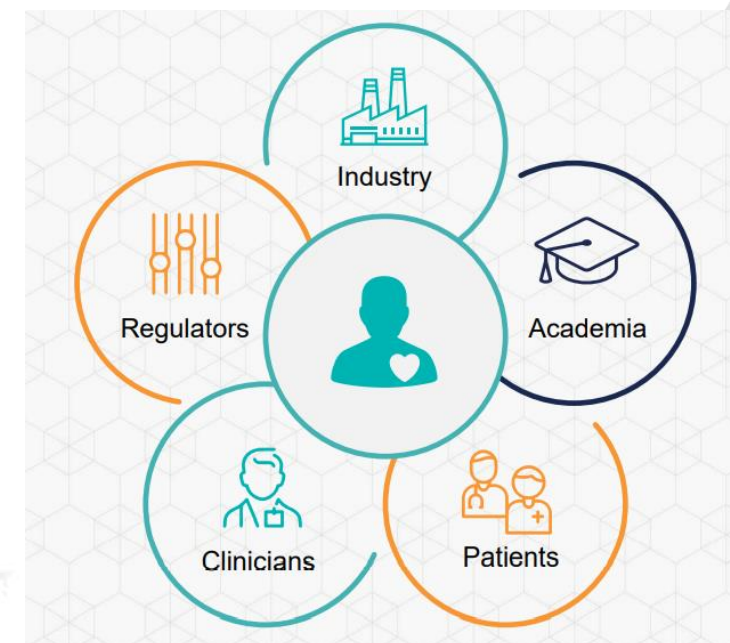 Industry
Academia
Patients
Clinicians
Regulators